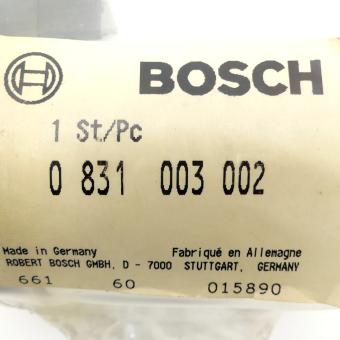 BOSCH
1 St/Pc
0 831 003 002
Made in Germany Fabriqué en Allemagne
ROBERT BOSCH GMBH, D - 7000 STUTTGART, GERMANY
661 60 015890